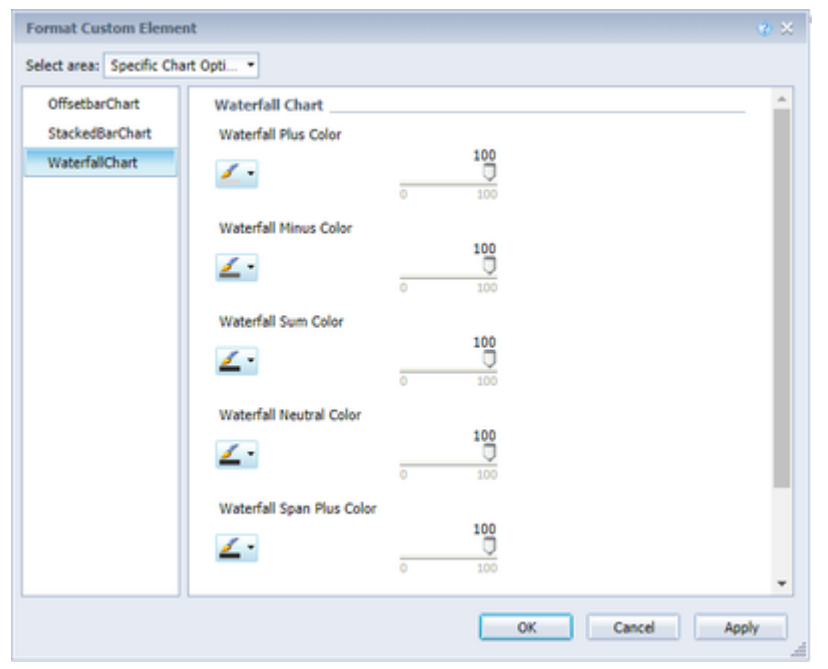 Format Custom Element
Select area: Specific Chart Opti...
OffsetbarChart
StackedBarChart
WaterfallChart
Waterfall Chart
Waterfall Plus Color
100
0 100
Waterfall Minus Color
100
0 100
Waterfall Sum Color
100
0 100
Waterfall Neutral Color
100
0 100
Waterfall Span Plus Color
100
0 100
OK Cancel Apply